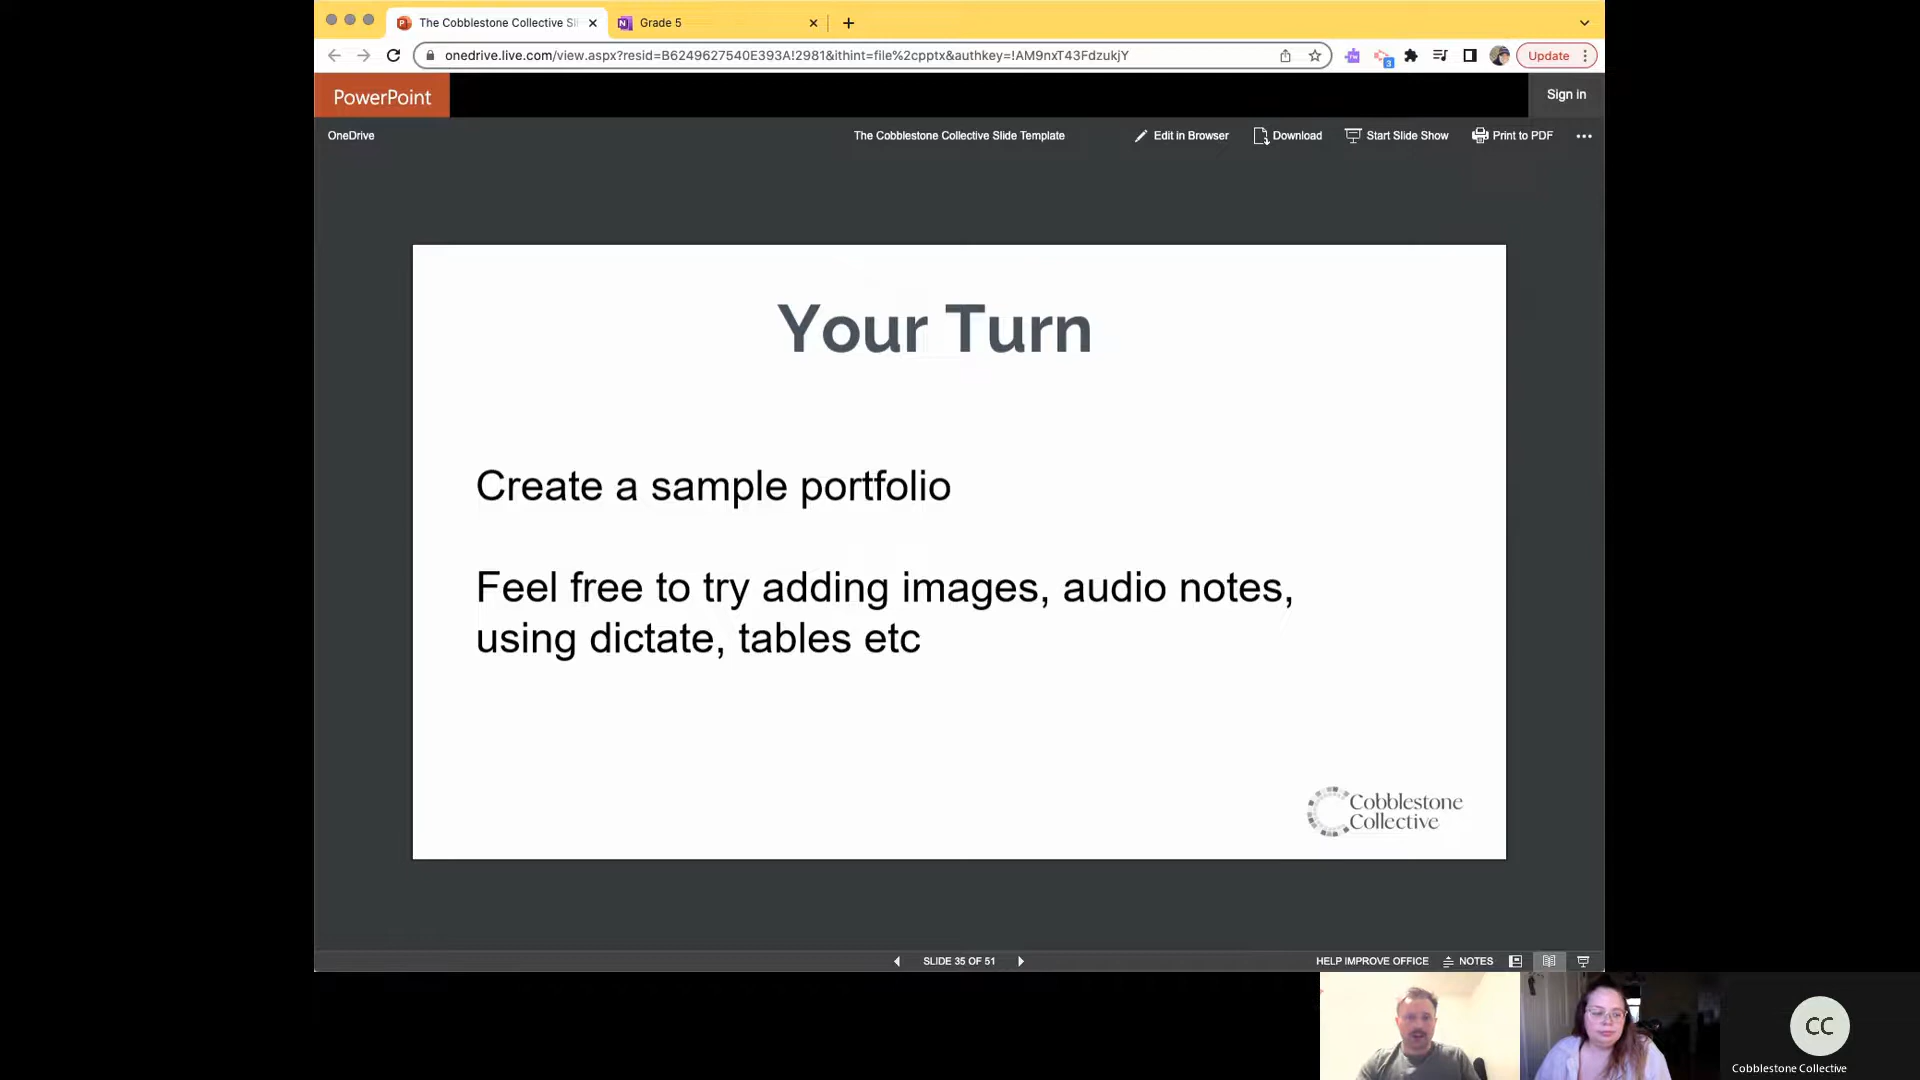 The Cobblestone Collective Sl
Grade 5
onedrive.live.com/view.aspx?resid=B6249627540E393A!2981&ithint=file%2cpptx&authkey=!AM9nxT43FdzukjY
3
Update
PowerPoint
Sign in
OneDrive
The Cobblestone Collective Slide Template
Edit in Browser
Download
Start Slide Show
Print to PDF
Your Turn
Create a sample portfolio
Feel free to try adding images, audio notes,
using dictate, tables etc
Cobblestone
Collective
SLIDE 35 OF 51
HELP IMPROVE OFFICE
NOTES
CC
Cobblestone Collective